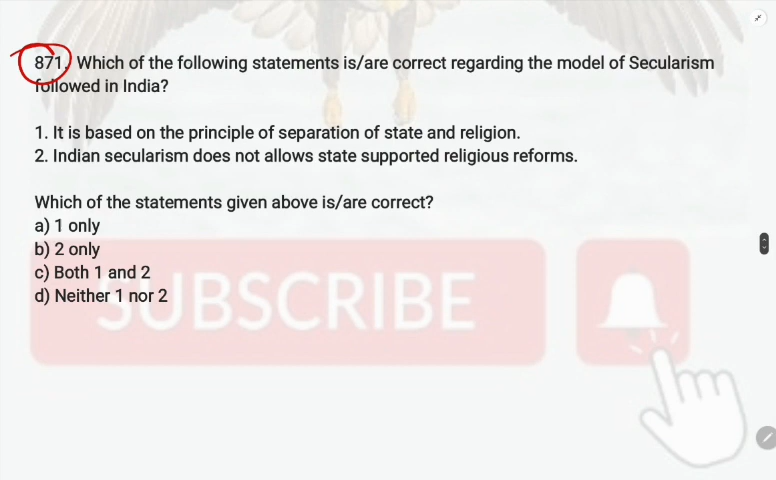 871. Which of the following statements is/are correct regarding the model of Secularism
followed in India?
1. It is based on the principle of separation of state and religion.
2. Indian secularism does not allows state supported religious reforms.
Which of the statements given above is/are correct?
a) 1 only
b) 2 only
c) Both 1 and 2
d) Neither 1 nor 2
SUBSCRIBE